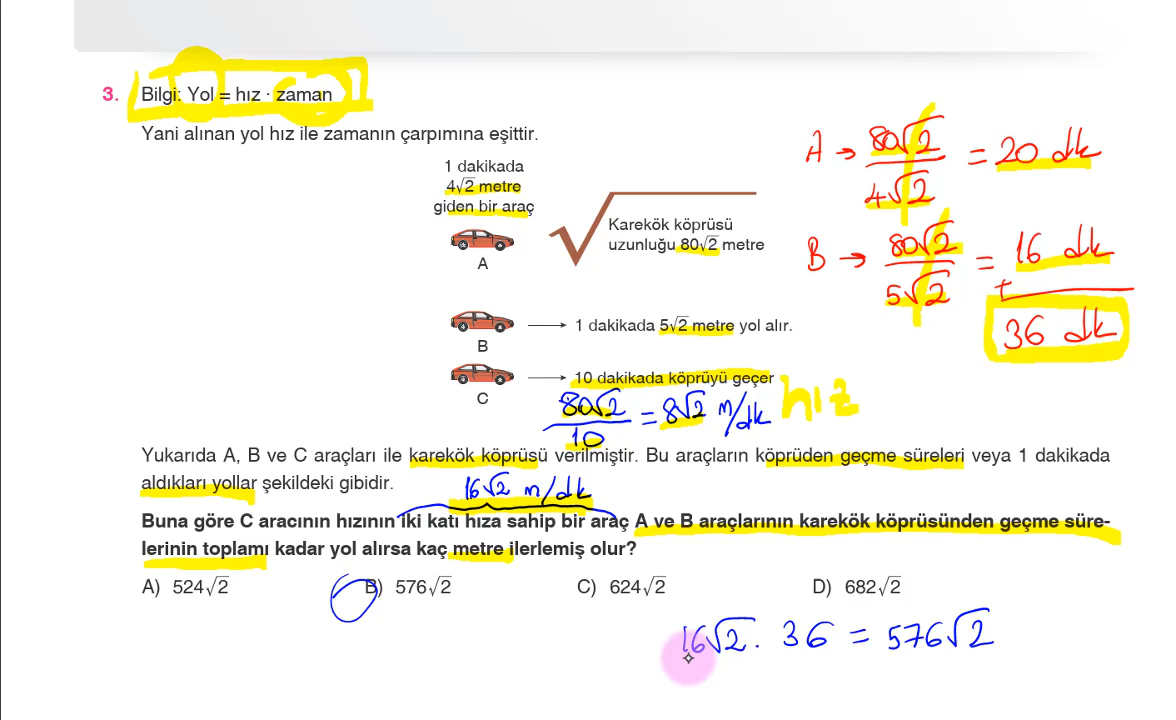 3. Bilgi: Yol = hız · zaman
Yani alınan yol hız ile zamanın çarpımına eşittir.
1 dakikada
4√2 metre
giden bir araç
A
Karekök köprüsü
uzunluğu 80√2 metre
A → 80√2 / 4√2 = 20 dk
B → 80√2 / 5√2 = 16 dk
+
36 dk
1 dakikada 5√2 metre yol alır.
B
10 dakikada köprüyü geçer
C
80√2 / 10 = 8√2 m/dk hız
Yukarıda A, B ve C araçları ile karekök köprüsü verilmiştir. Bu araçların köprüden geçme süreleri veya 1 dakikada
aldıkları yollar şekildeki gibidir.
16√2 m/dk
Buna göre C aracının hızının iki katı hıza sahip bir araç A ve B araçlarının karekök köprüsünden geçme süre-
lerinin toplamı kadar yol alırsa kaç metre ilerlemiş olur?
A) 524√2 B) 576√2 C) 624√2 D) 682√2
16√2 . 36 = 576√2